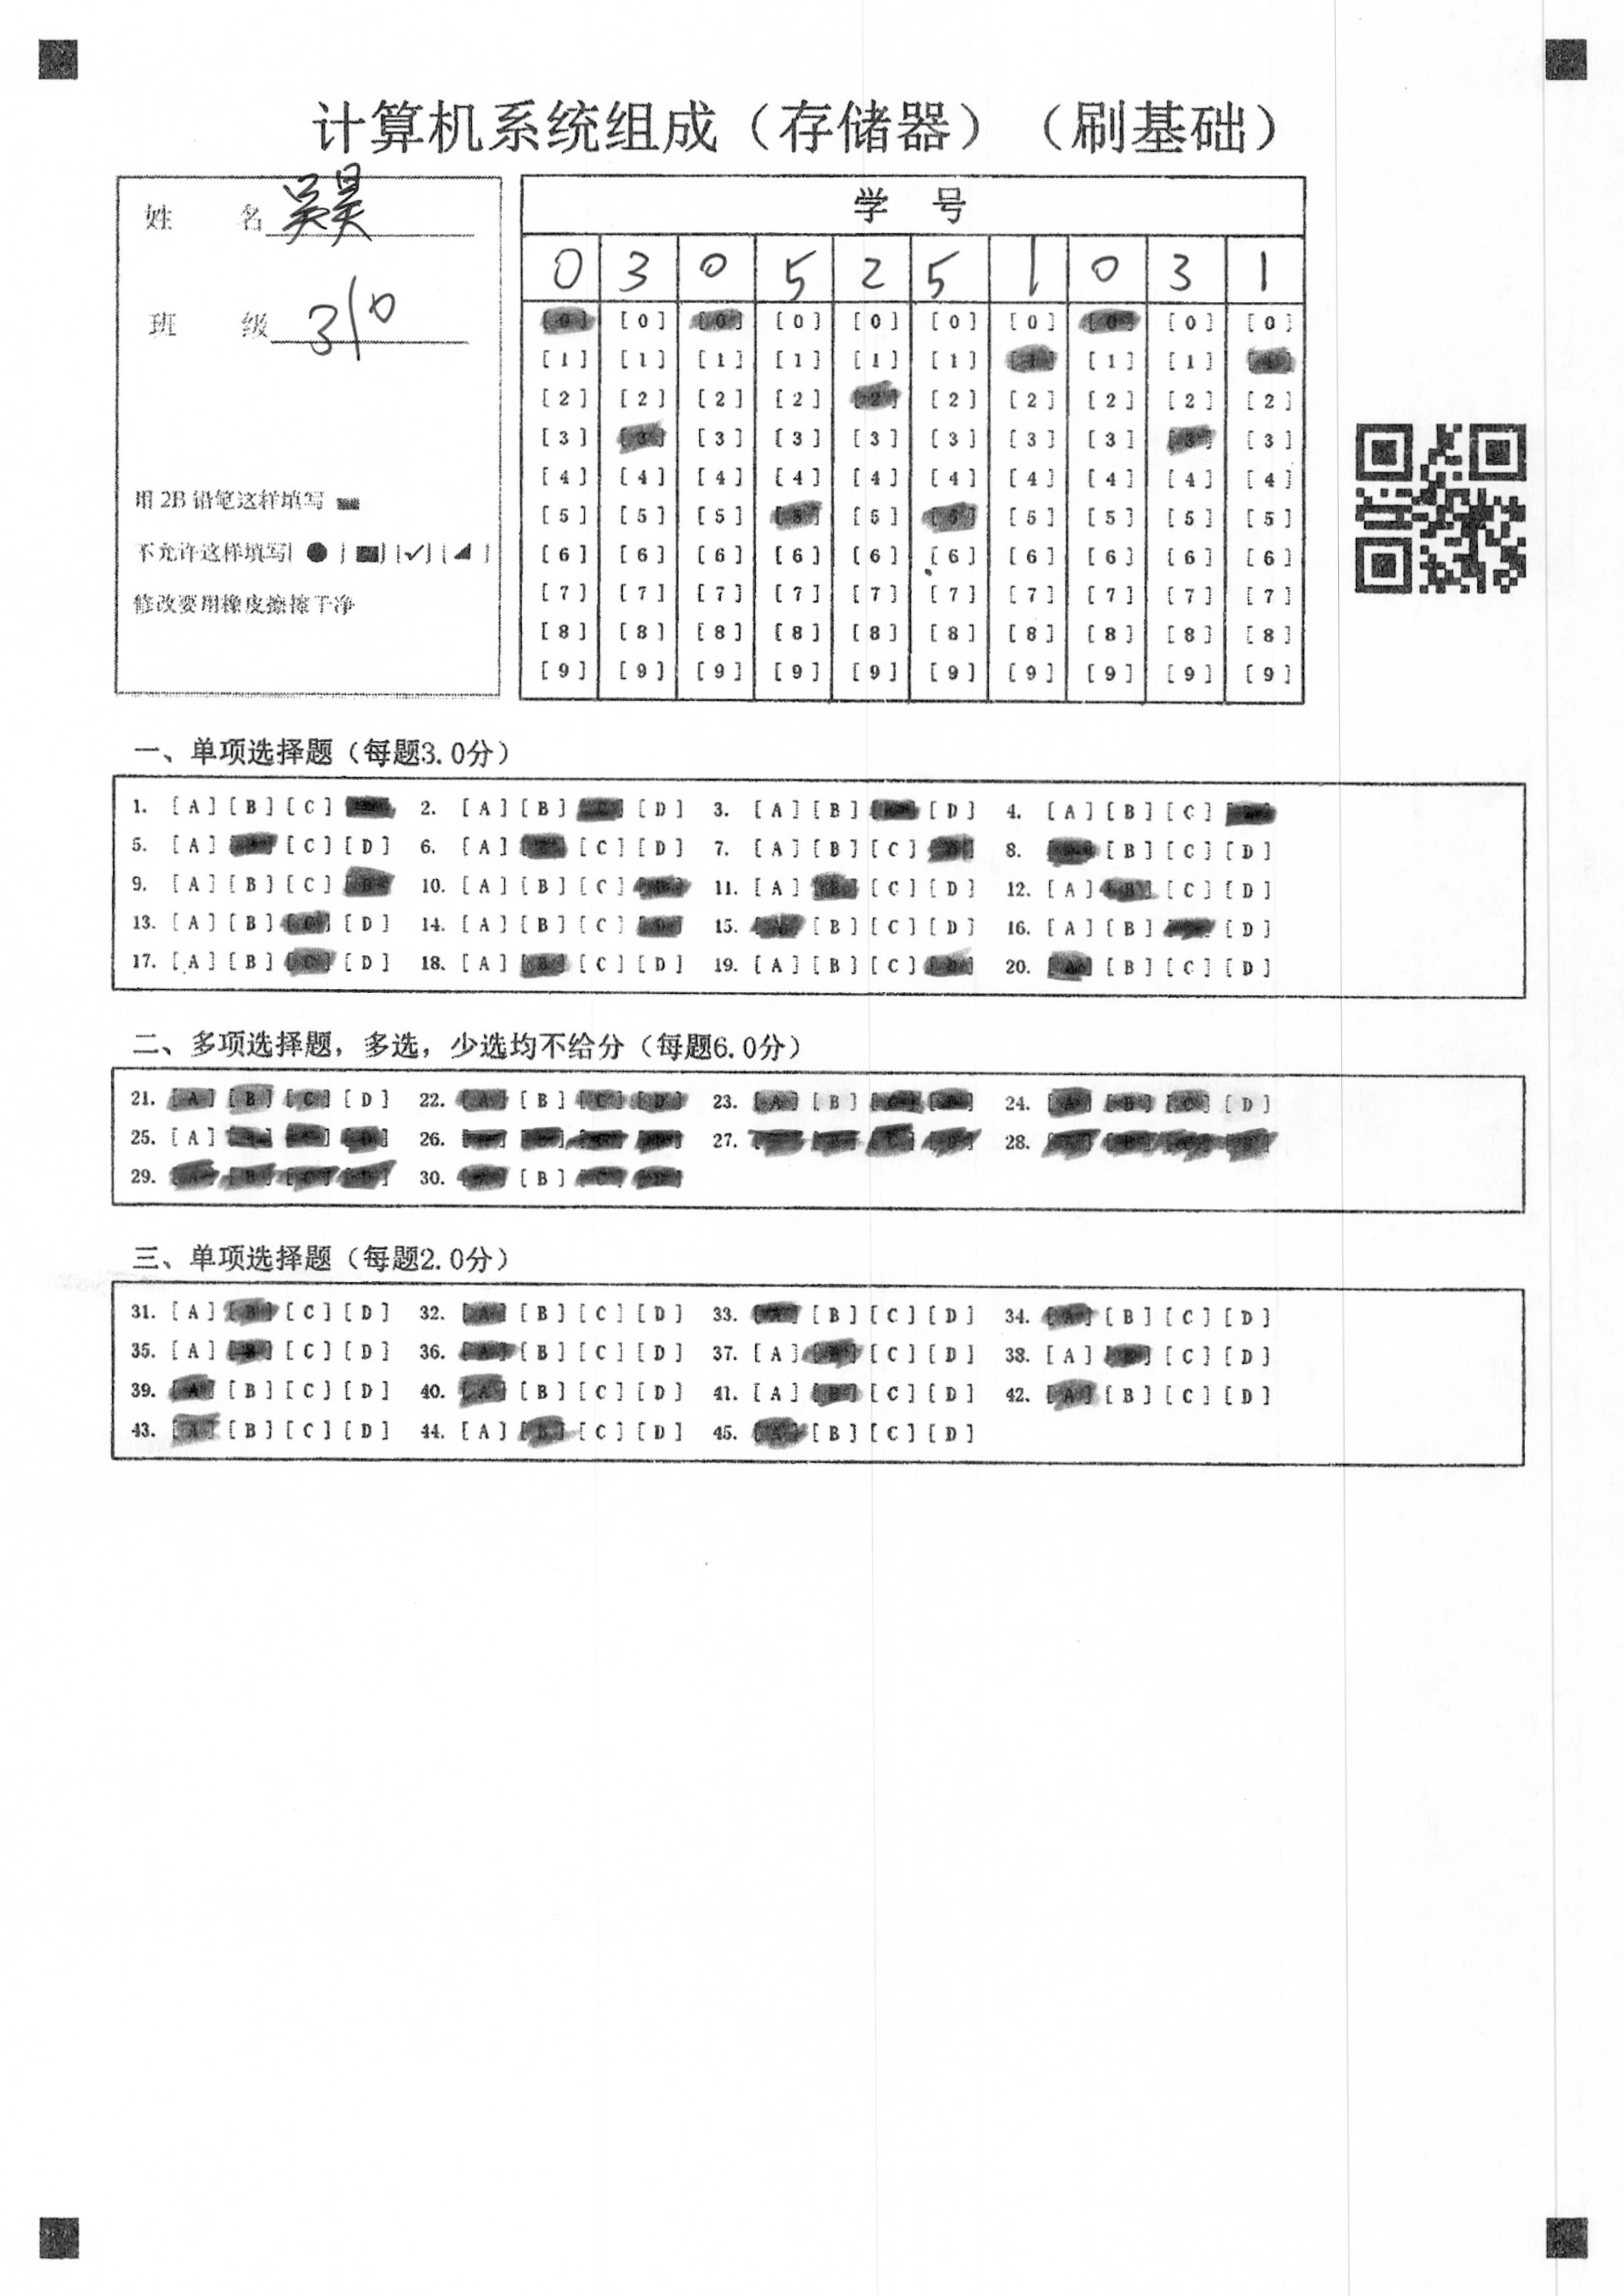 计算机系统组成（存储器）（刷基础）
姓 名 吴昊
班 级 310
用 2B 铅笔这样填写
不允许这样填写[ ● ] [■] [✓] [◢ ]
修改要用橡皮擦擦干净
学 号
0 3 0 5 2 5 1 0 3 1
[0] [0] [0] [0] [0] [0] [0] [0] [0] [0]
[1] [1] [1] [1] [1] [1] [1] [1] [1] [1]
[2] [2] [2] [2] [2] [2] [2] [2] [2] [2]
[3] [3] [3] [3] [3] [3] [3] [3] [3] [3]
[4] [4] [4] [4] [4] [4] [4] [4] [4] [4]
[5] [5] [5] [5] [5] [5] [5] [5] [5] [5]
[6] [6] [6] [6] [6] [6] [6] [6] [6] [6]
[7] [7] [7] [7] [7] [7] [7] [7] [7] [7]
[8] [8] [8] [8] [8] [8] [8] [8] [8] [8]
[9] [9] [9] [9] [9] [9] [9] [9] [9] [9]
一、单项选择题（每题3.0分）
1. [A] [B] [C] 2. [A] [B] [D] 3. [A] [B] [D] 4. [A] [B] [C]
5. [A] [C] [D] 6. [A] [C] [D] 7. [A] [B] [C] 8. [B] [C] [D]
9. [A] [B] [C] 10. [A] [B] [C] 11. [A] [C] [D] 12. [A] [C] [D]
13. [A] [B] [D] 14. [A] [B] [C] 15. [B] [C] [D] 16. [A] [B] [D]
17. [A] [B] [D] 18. [A] [C] [D] 19. [A] [B] [C] 20. [B] [C] [D]
二、多项选择题，多选，少选均不给分（每题6.0分）
21. [A] [B] [C] [D] 22. [A] [B] [C] [D] 23. [A] [B] [C] [D] 24. [A] [B] [C] [D]
25. [A] 26. 27. 28.
29. 30. [B]
三、单项选择题（每题2.0分）
31. [A] [C] [D] 32. [B] [C] [D] 33. [B] [C] [D] 34. [B] [C] [D]
35. [A] [C] [D] 36. [B] [C] [D] 37. [A] [C] [D] 38. [A] [C] [D]
39. [B] [C] [D] 40. [B] [C] [D] 41. [A] [C] [D] 42. [B] [C] [D]
43. [B] [C] [D] 44. [A] [C] [D] 45. [B] [C] [D]